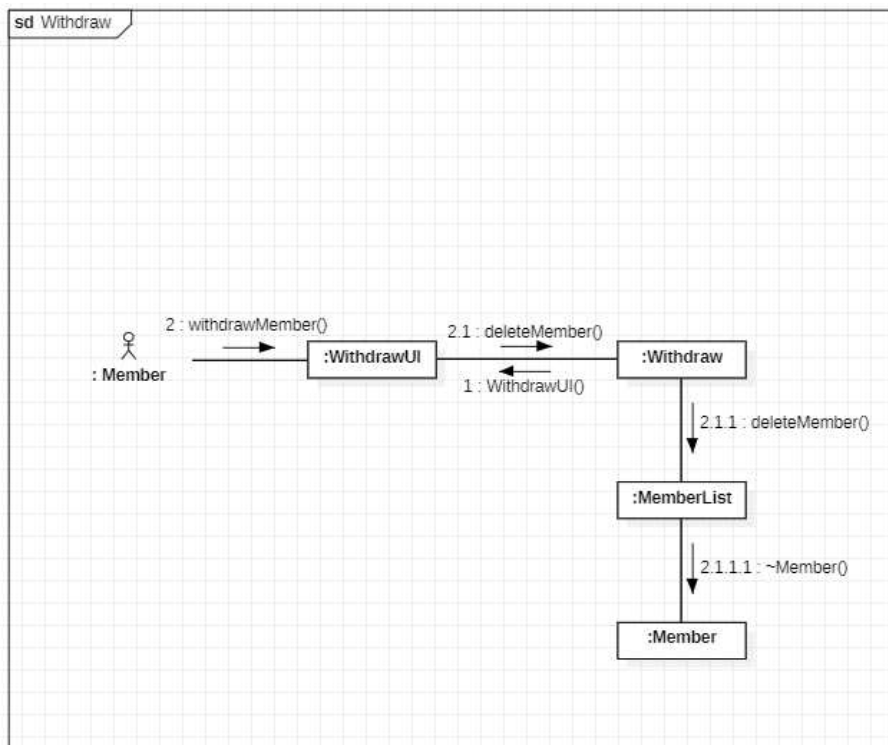 sd Withdraw
2 : withdrawMember()
2.1 : deleteMember()
: Member
:WithdrawUI
:Withdraw
1 : WithdrawUI()
2.1.1 : deleteMember()
:MemberList
2.1.1.1 : ~Member()
:Member